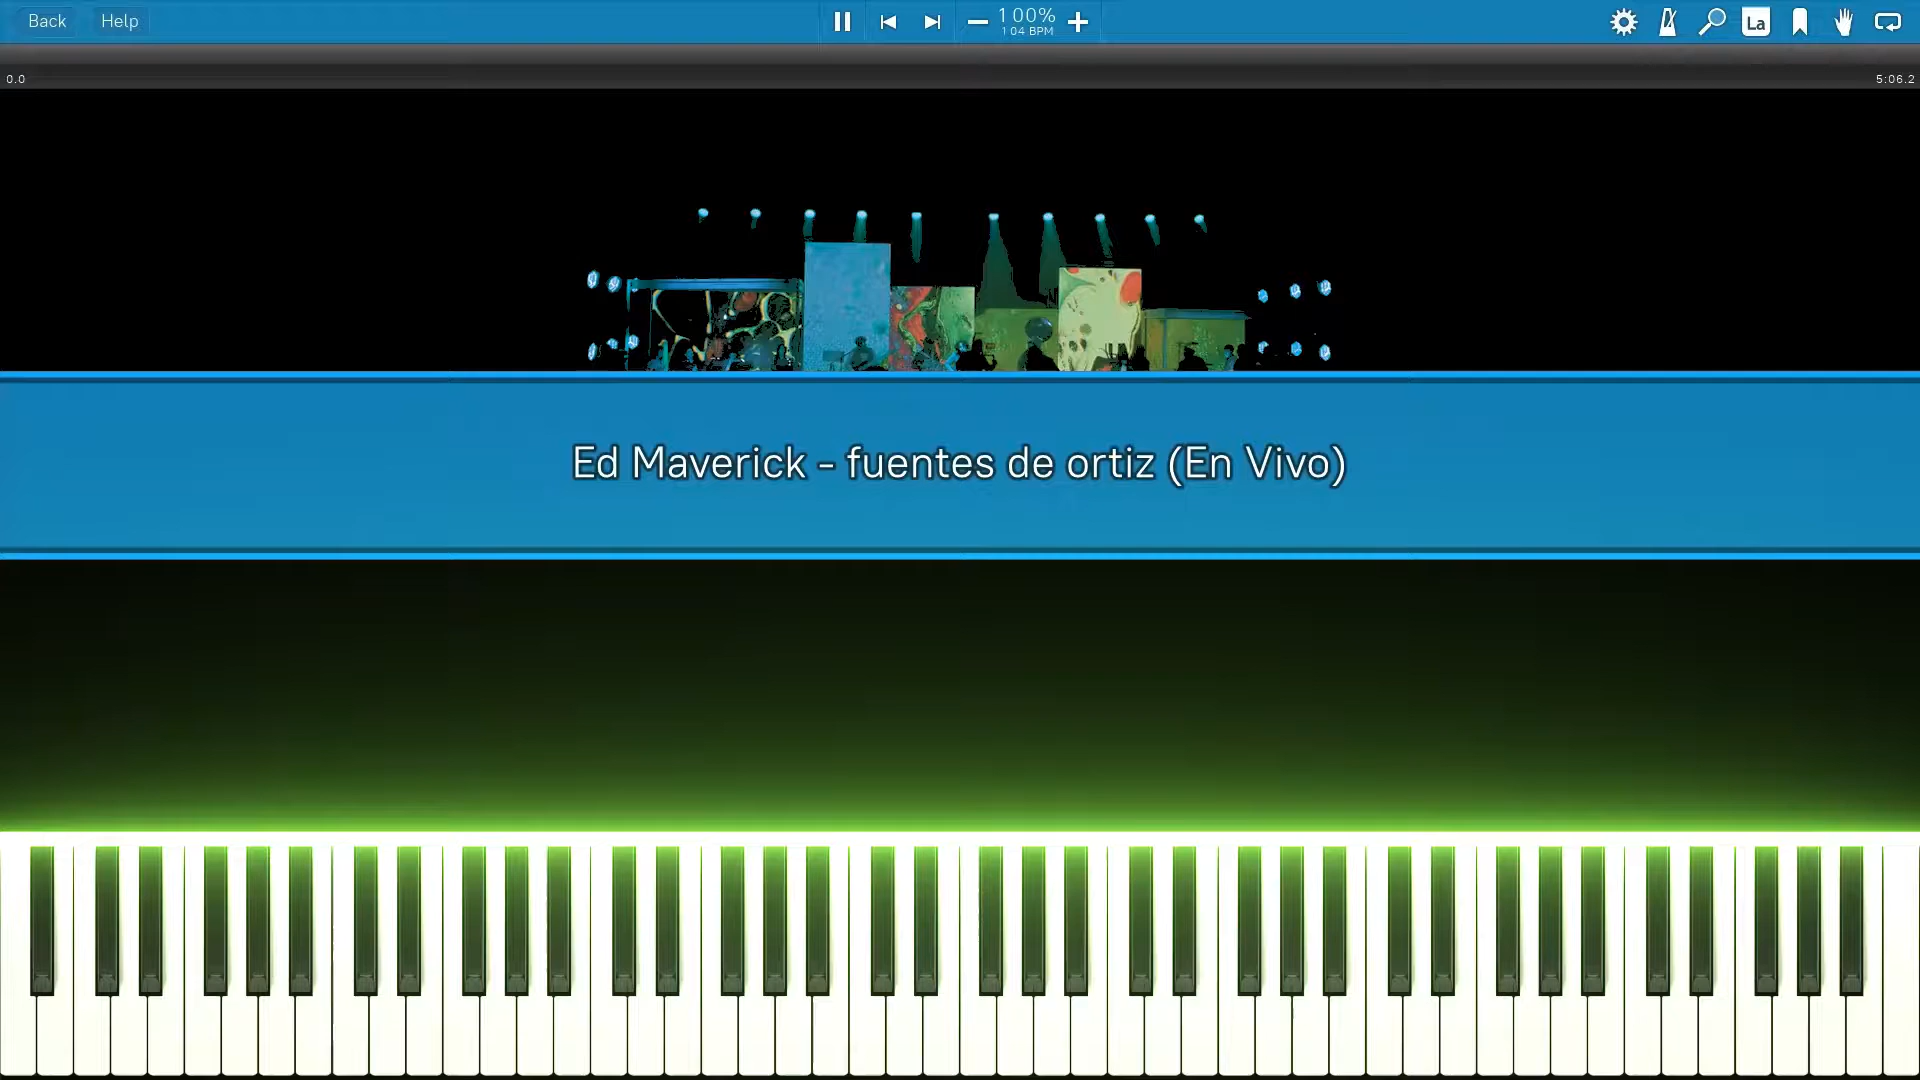 Back Help 100%
104 BPM
La
0.0 5:06.2
Ed Maverick - fuentes de ortiz (En Vivo)